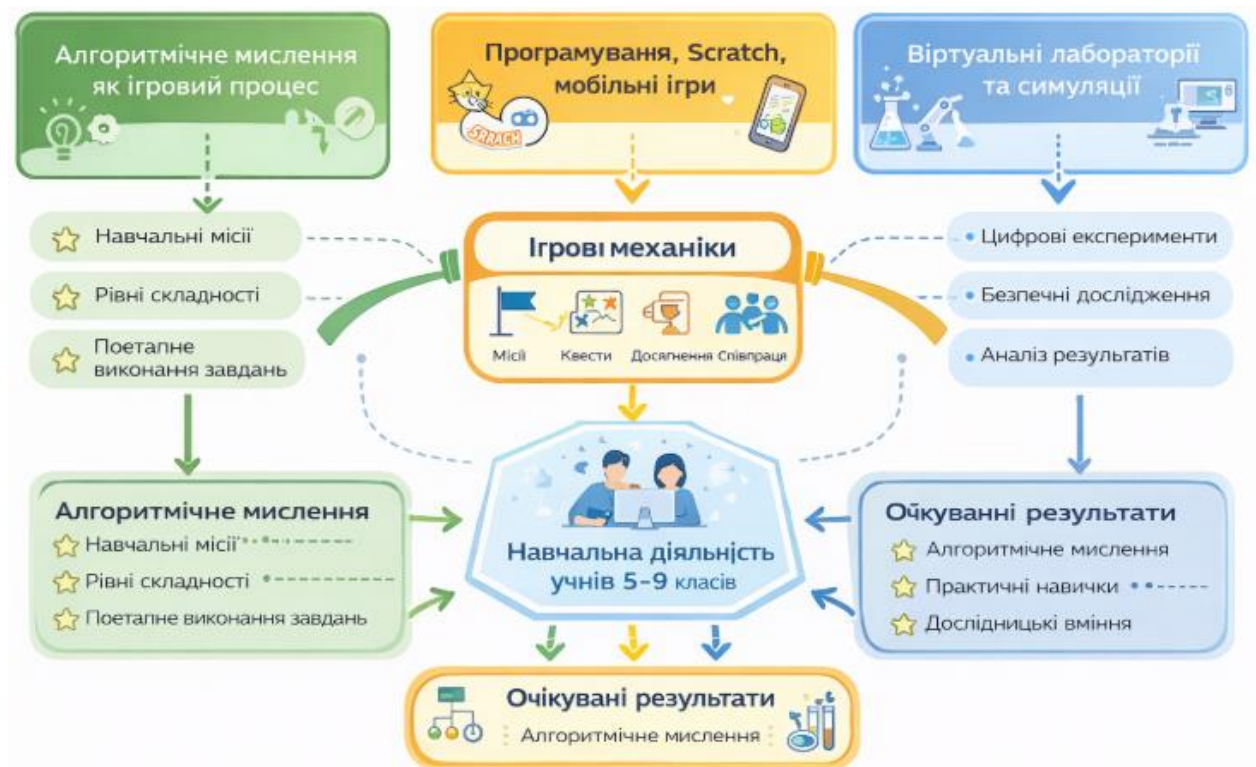 Алгоритмічне мислення
як ігровий процес
Програмування, Scratch,
мобільні ігри
SRRACH
Віртуальні лабораторії
та симуляції
Навчальні місії
Рівні складності
Поетапне
виконання завдань
Ігрові механіки
Місії
Квести
Досягнення
Співпраця
Цифрові експерименти
Безпечні дослідження
Аналіз результатів
Алгоритмічне мислення
Навчальні місії
Рівні складності
Поетапне виконання завдань
Навчальна діяльність
учнів 5-9 класів
Очікуванні результати
Алгоритмічне мислення
Практичні навички
Дослідницькі вміння
Очікувані результати
Алгоритмічне мислення